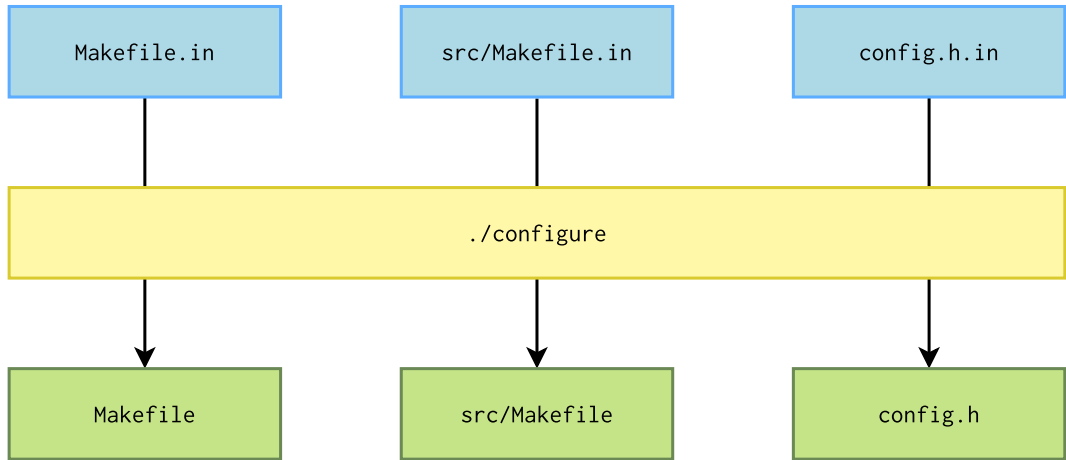 Makefile.in
src/Makefile.in
config.h.in
./configure
Makefile
src/Makefile
config.h